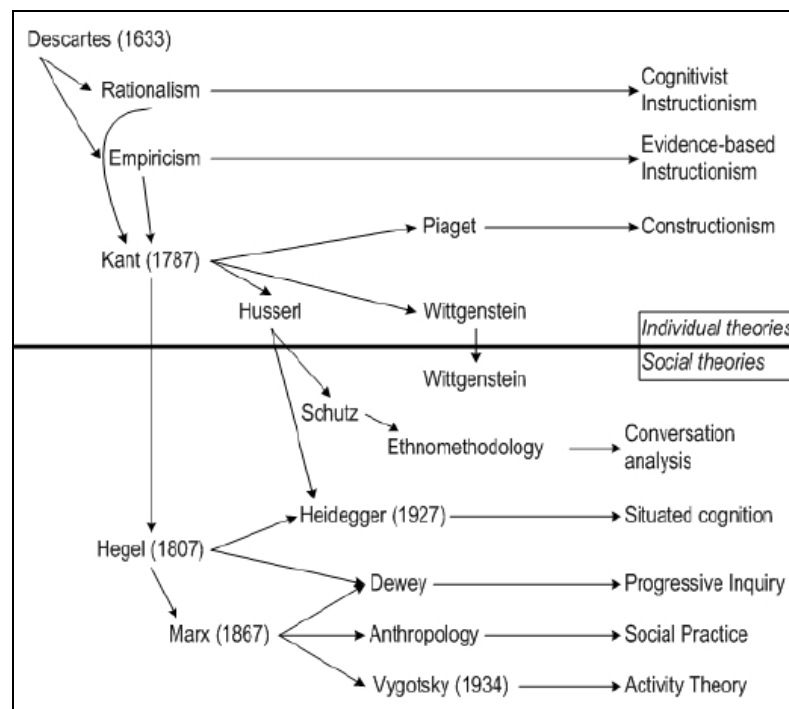 Descartes (1633)
Rationalism
Cognitivist
Instructionism
Empiricism
Evidence-based
Instructionism
Piaget
Constructionism
Kant (1787)
Husserl
Wittgenstein
Individual theories
Social theories
Wittgenstein
Schutz
Ethnomethodology
Conversation
analysis
Heidegger (1927)
Situated cognition
Hegel (1807)
Dewey
Progressive Inquiry
Marx (1867)
Anthropology
Social Practice
Vygotsky (1934)
Activity Theory